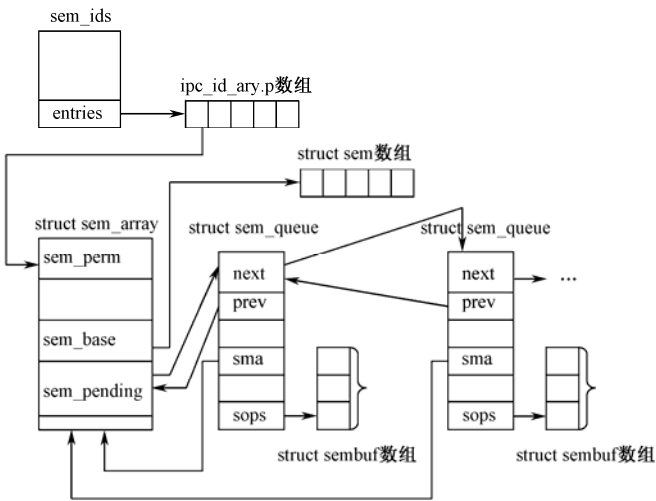 sem_ids
entries
ipc_id_ary.p数组
struct sem数组
struct sem_array
sem_perm
sem_base
sem_pending
struct sem_queue
next
prev
sma
sops
struct sembuf数组
struct sem_queue
next
...
prev
sma
sops
struct sembuf数组